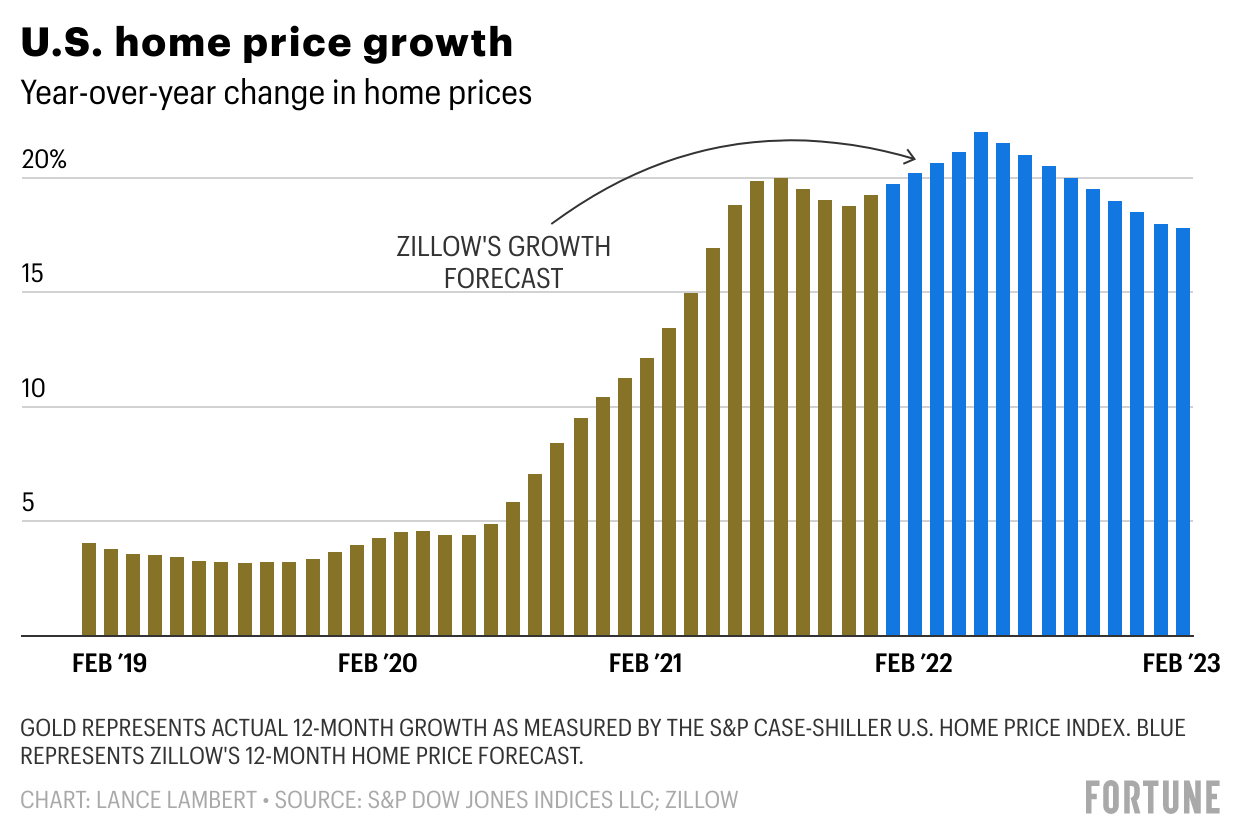 U.S. home price growth
Year-over-year change in home prices
20%
ZILLOW'S GROWTH
FORECAST
15
10
5
FEB ’19 FEB ’20 FEB ’21 FEB ’22 FEB ’23
GOLD REPRESENTS ACTUAL 12-MONTH GROWTH AS MEASURED BY THE S&P CASE-SHILLER U.S. HOME PRICE INDEX. BLUE
REPRESENTS ZILLOW'S 12-MONTH HOME PRICE FORECAST.
CHART: LANCE LAMBERT • SOURCE: S&P DOW JONES INDICES LLC; ZILLOW
FORTUNE